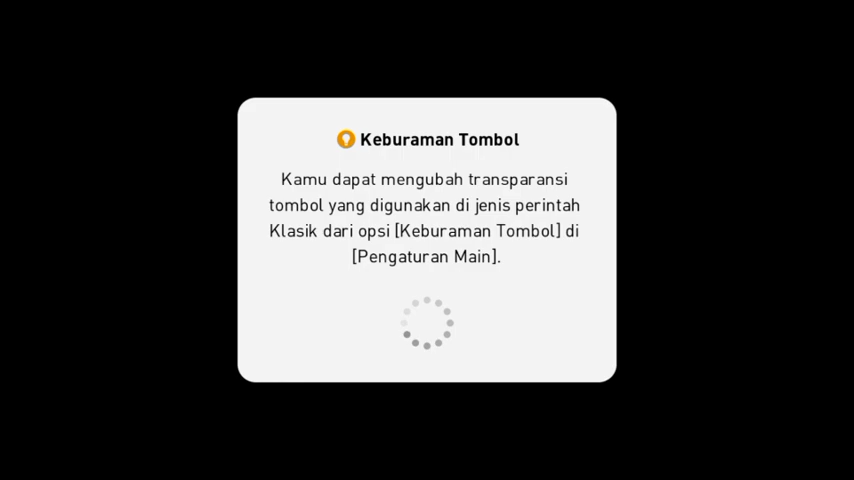 Keburaman Tombol
Kamu dapat mengubah transparansi
tombol yang digunakan di jenis perintah
Klasik dari opsi [Keburaman Tombol] di
[Pengaturan Main].